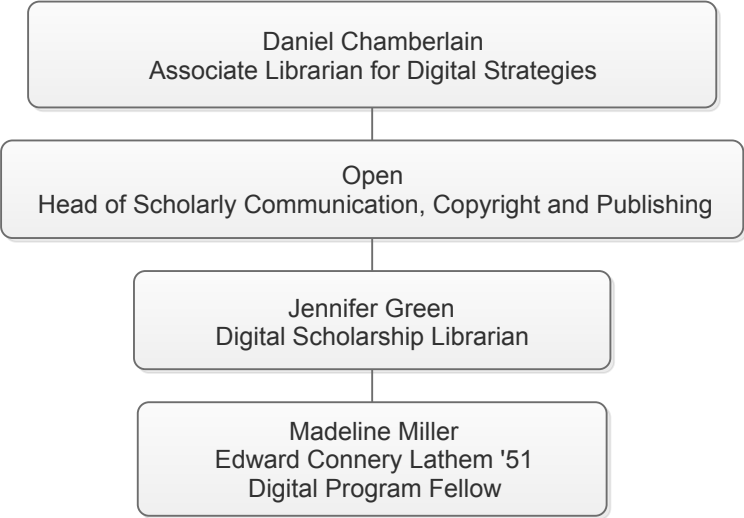 Daniel Chamberlain
Associate Librarian for Digital Strategies
Open
Head of Scholarly Communication, Copyright and Publishing
Jennifer Green
Digital Scholarship Librarian
Madeline Miller
Edward Connery Lathem '51
Digital Program Fellow